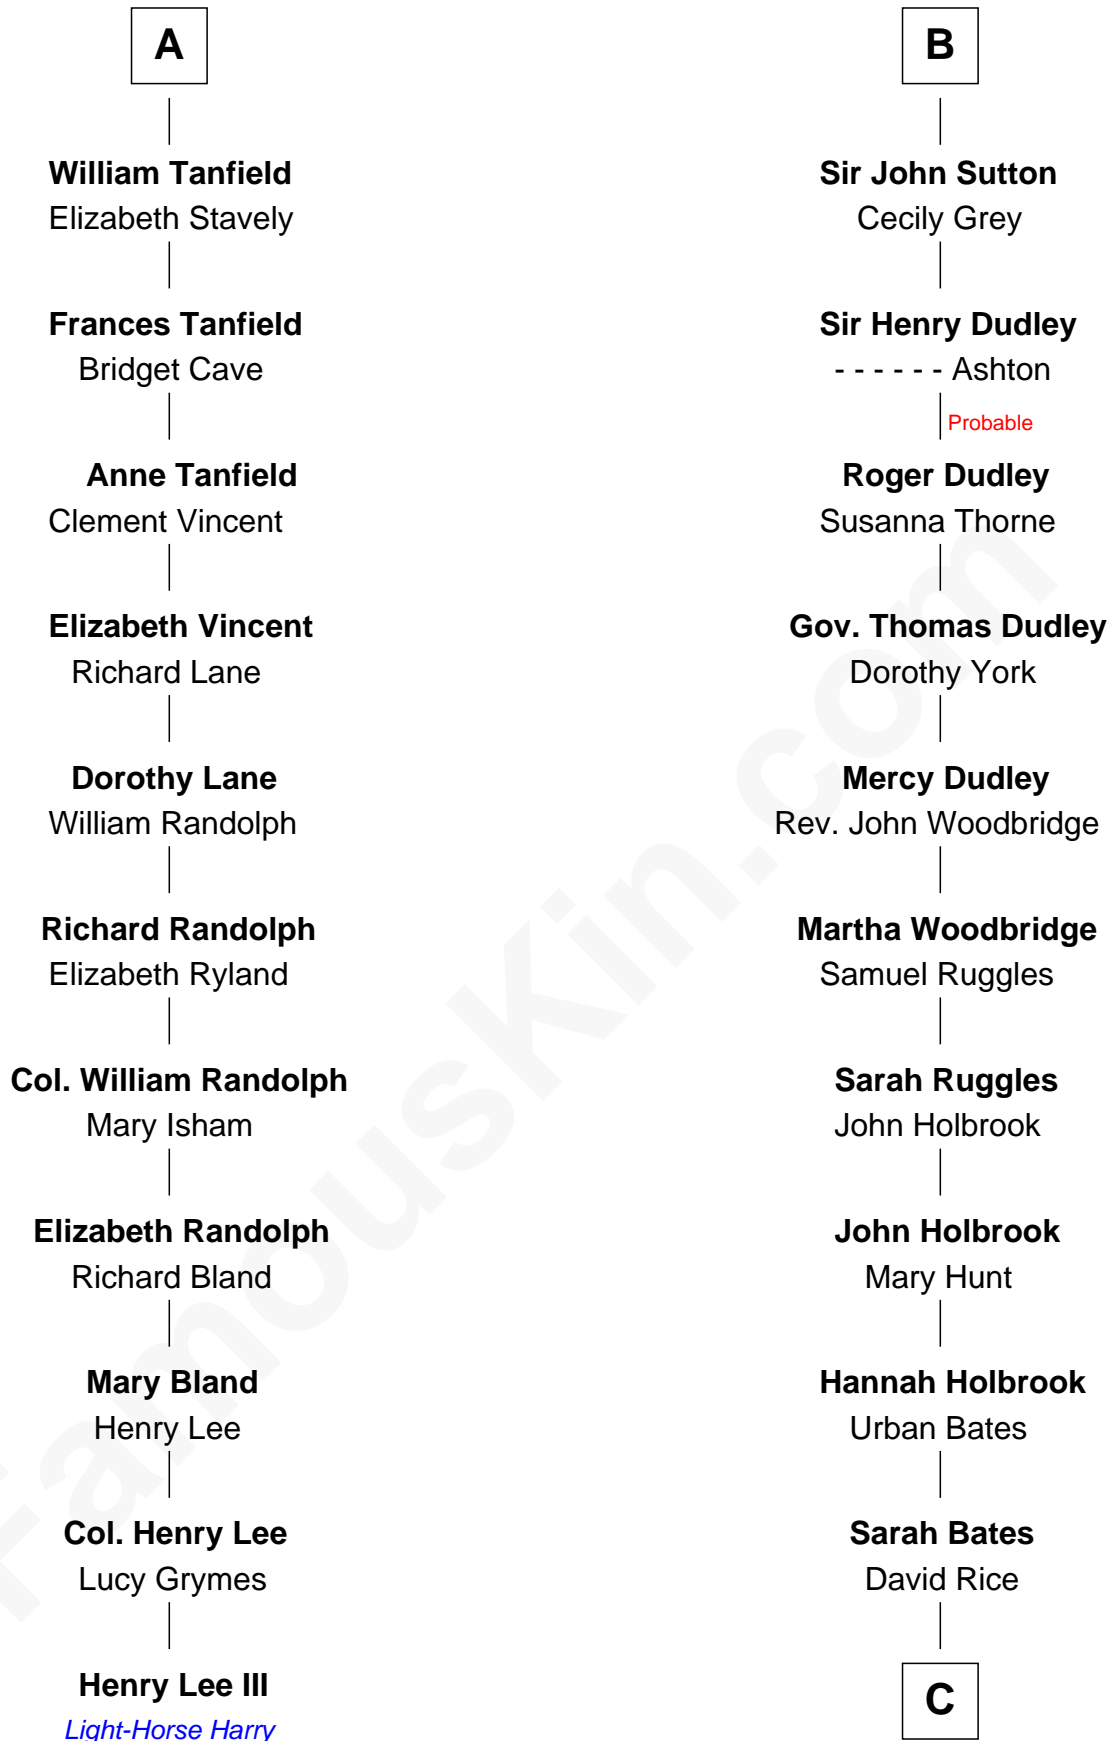 A
William Tanfield
Elizabeth Stavely
Frances Tanfield
Bridget Cave
Anne Tanfield
Clement Vincent
Elizabeth Vincent
Richard Lane
Dorothy Lane
William Randolph
Richard Randolph
Elizabeth Ryland
Col. William Randolph
Mary Isham
Elizabeth Randolph
Richard Bland
Mary Bland
Henry Lee
Col. Henry Lee
Lucy Grymes
Henry Lee III
Light-Horse Harry
B
Sir John Sutton
Cecily Grey
Sir Henry Dudley
- - - - - - Ashton
Probable
Roger Dudley
Susanna Thorne
Gov. Thomas Dudley
Dorothy York
Mercy Dudley
Rev. John Woodbridge
Martha Woodbridge
Samuel Ruggles
Sarah Ruggles
John Holbrook
John Holbrook
Mary Hunt
Hannah Holbrook
Urban Bates
Sarah Bates
David Rice
C
FamousKin.com